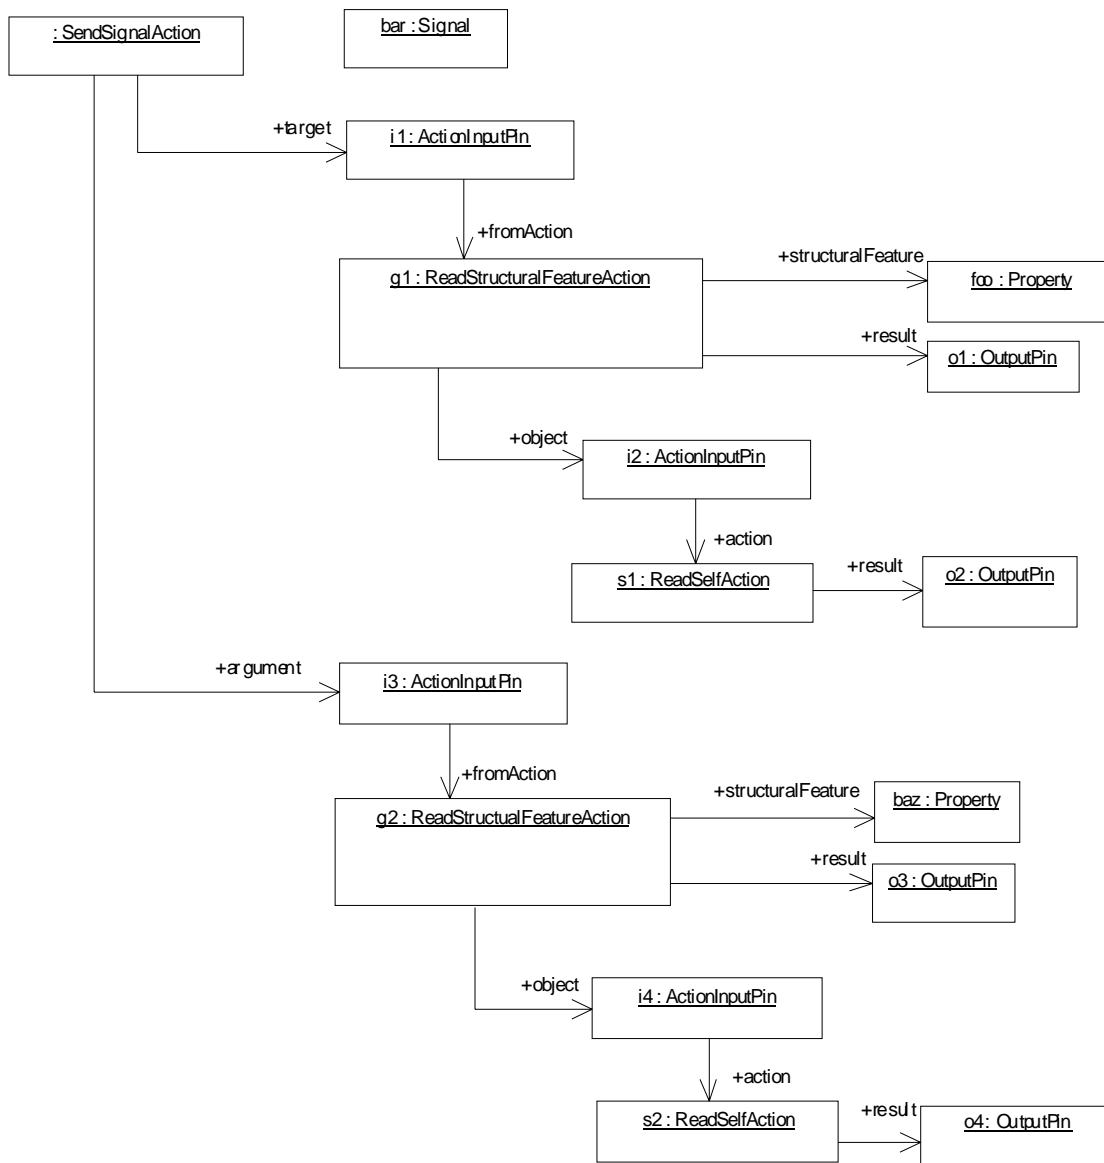 : SendSignalAction
bar : Signal
+target
i1 : ActionInputPin
+fromAction
g1 : ReadStructuralFeatureAction
+structuralFeature
foo : Property
+result
o1 : OutputPin
+object
i2 : ActionInputPin
+action
s1 : ReadSelfAction
+result
o2 : OutputPin
+argument
i3 : ActionInputPin
+fromAction
g2 : ReadStructualFeatureAction
+structuralFeature
baz : Property
+result
o3 : OutputPin
+object
i4 : ActionInputPin
+action
s2 : ReadSelfAction
+result
o4: OutputPin